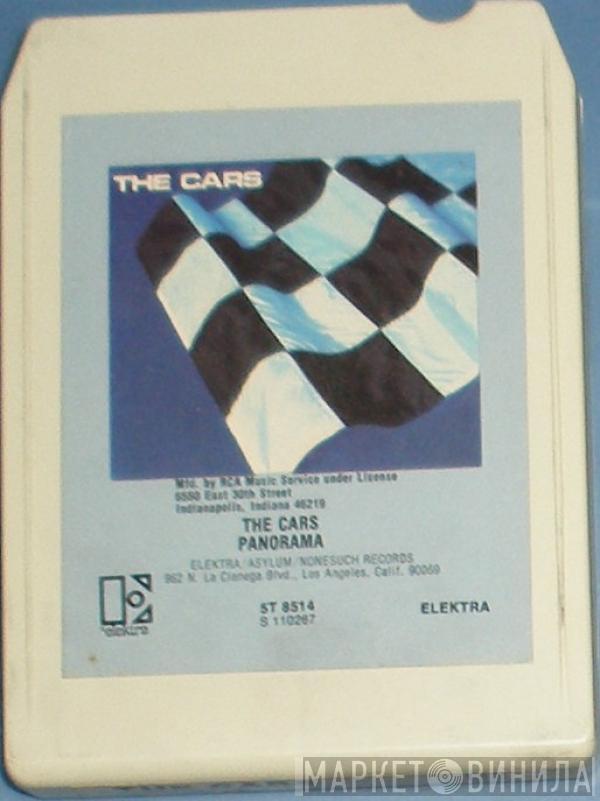 THE CARS
Mfd. by RCA Music Service under License
6550 East 30th Street
Indianapolis, Indiana 46219
THE CARS
PANORAMA
ELEKTRA/ASYLUM/NONESUCH RECORDS
962 N. La Cienega Blvd., Los Angeles, Calif. 90069
elektra
5T 8514
S 110267
ELEKTRA
МАРКЕТ ВИНИЛА